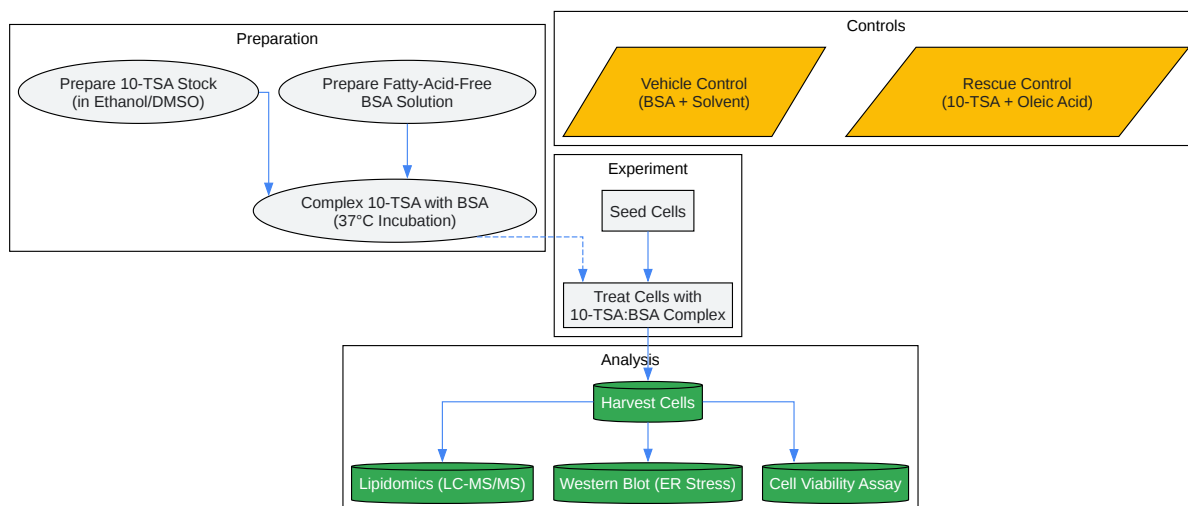 Preparation
Prepare 10-TSA Stock
(in Ethanol/DMSO)
Prepare Fatty-Acid-Free
BSA Solution
Complex 10-TSA with BSA
(37°C Incubation)
Controls
Vehicle Control
(BSA + Solvent)
Rescue Control
(10-TSA + Oleic Acid)
Experiment
Seed Cells
Treat Cells with
10-TSA:BSA Complex
Analysis
Harvest Cells
Lipidomics (LC-MS/MS)
Western Blot (ER Stress)
Cell Viability Assay